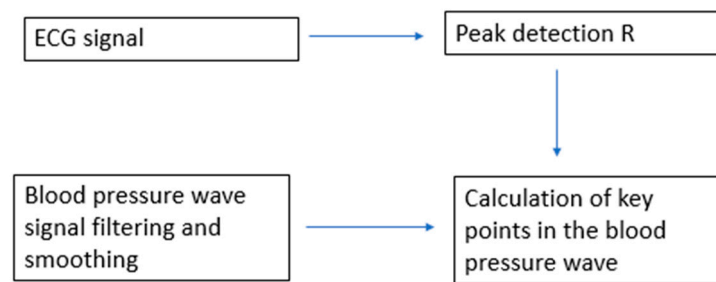 ECG signal
Peak detection R
Blood pressure wave
signal filtering and
smoothing
Calculation of key
points in the blood
pressure wave